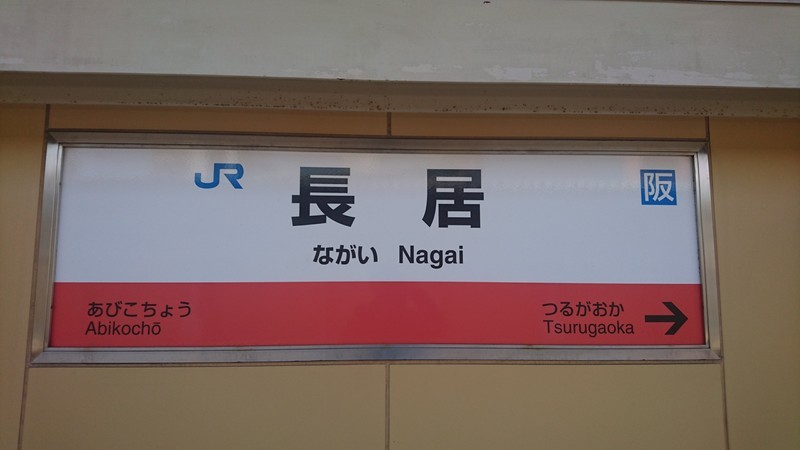 JR 長居 阪
ながい Nagai
あびこちょう つるがおか →
Abikochō Tsurugaoka